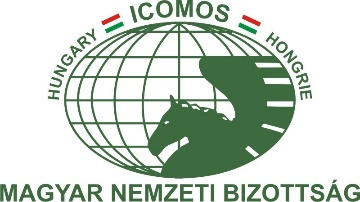 HUNGARY ICOMOS HONGRIE
MAGYAR NEMZETI BIZOTTSÁG